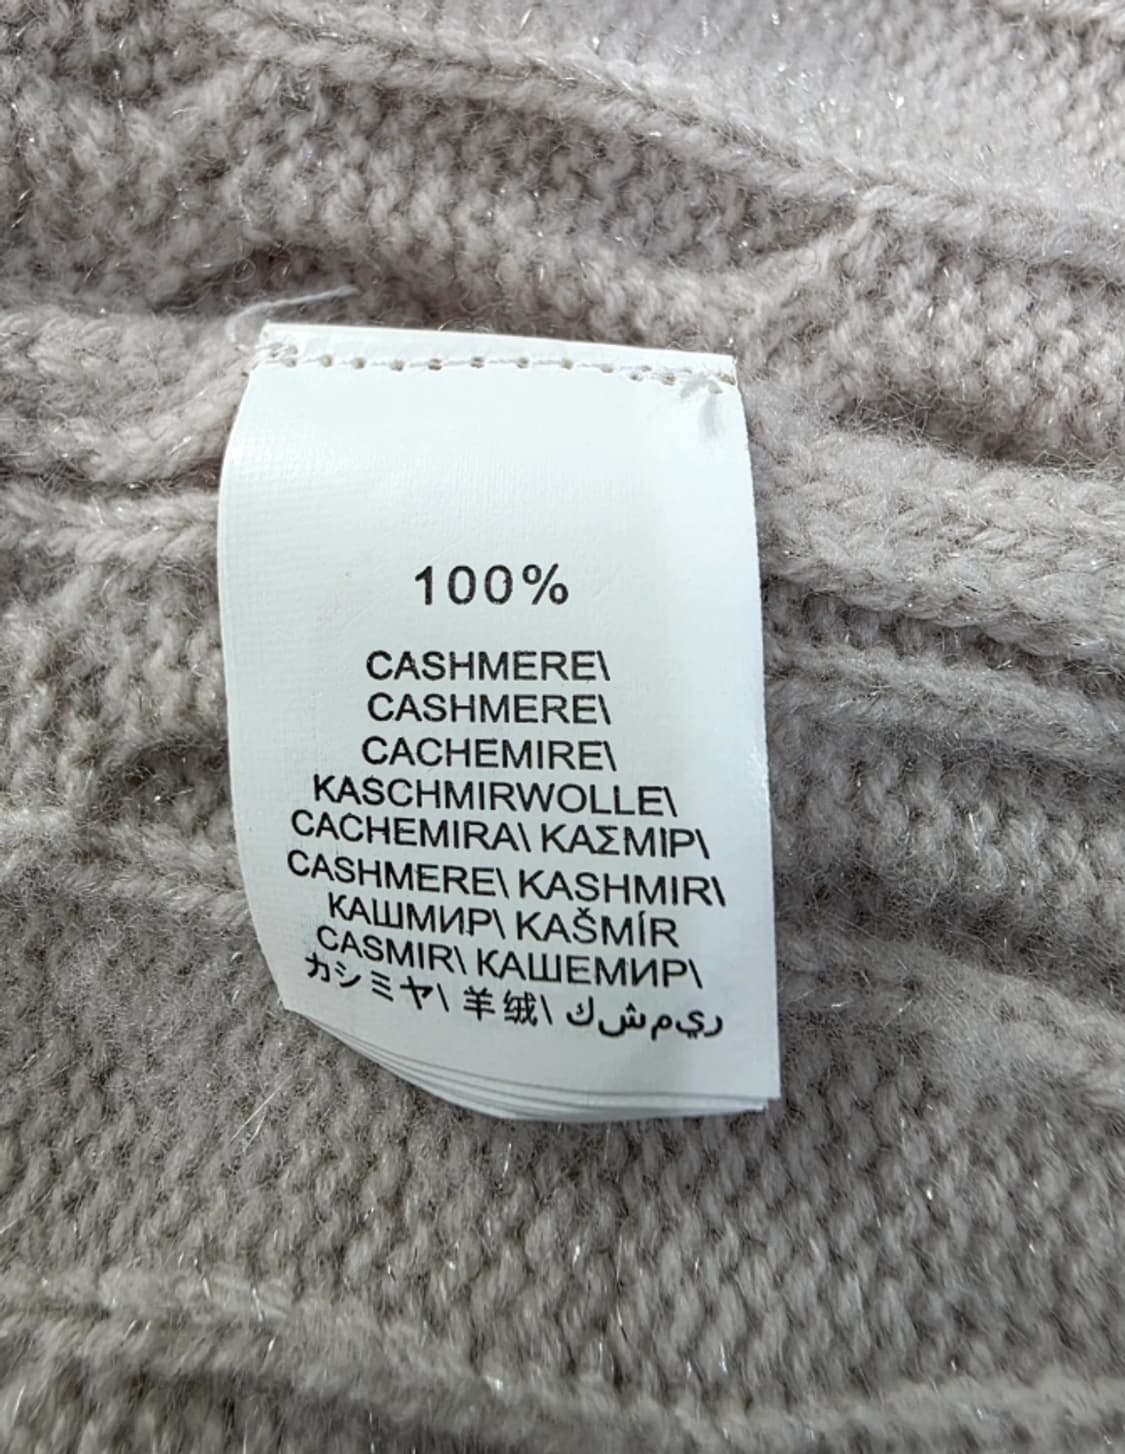 100%
CASHMERE\
CASHMERE\
CACHEMIRE\
KASCHMIRWOLLE\
CACHEMIRA\ ΚΑΣΜΙΡ\
CASHMERE\ KASHMIR\
КАШМИР\ KAŠMÍR
CASMIR\ КАШЕМИР\
カシミヤ\ 羊绒\ ري‌م‌ش‌ك